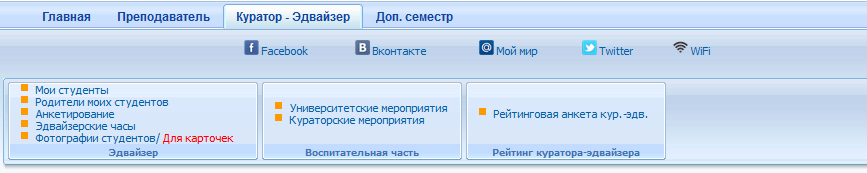 Главная Преподаватель Куратор - Эдвайзер Доп. семестр
Facebook Вконтакте Мой мир Twitter WiFi
Мои студенты
Родители моих студентов
Анкетирование
Эдвайзерские часы
Фотографии студентов/ Для карточек
Эдвайзер
Университетские мероприятия
Кураторские мероприятия
Воспитательная часть
Рейтинговая анкета кур.-эдв.
Рейтинг куратора-эдвайзера